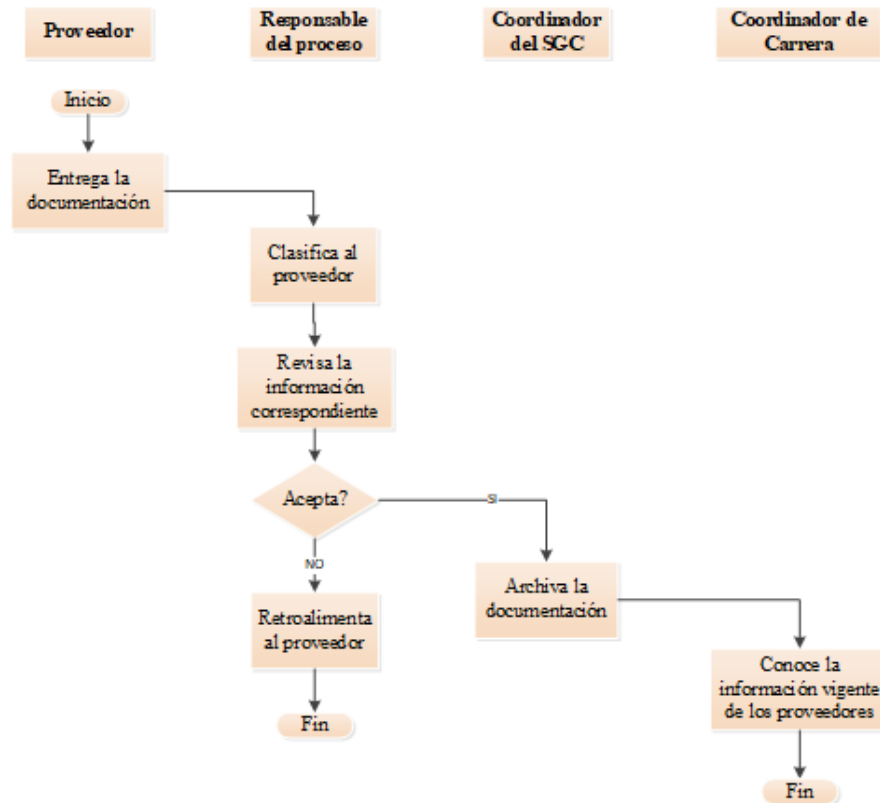 Proveedor
Responsable
del proceso
Coordinador
del SGC
Coordinador de
Carrera
Inicio
Entrega la
documentación
Clasifica al
proveedor
Revisa la
información
correspondiente
Acepta?
SI
NO
Retroalimenta
al proveedor
Archiva la
documentación
Conoce la
información vigente
de los proveedores
Fin
Fin